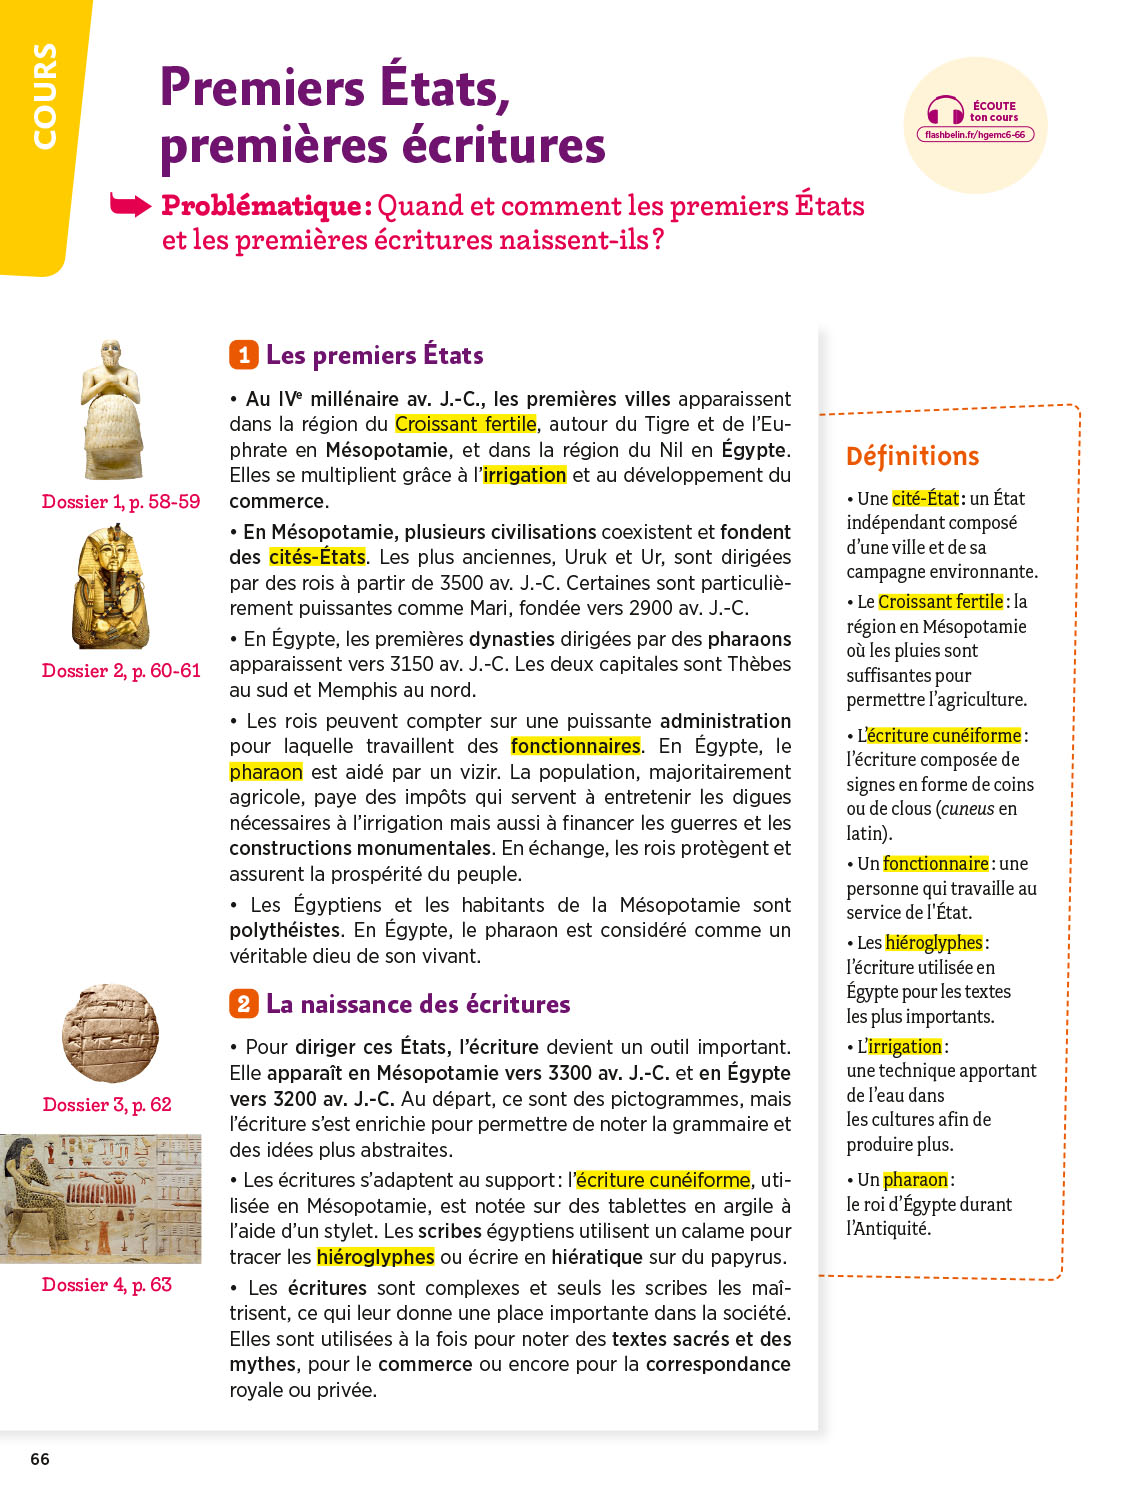 COURS
Premiers États,
premières écritures
ÉCOUTE
ton cours
flashbelin.fr/hgemc6-66
Problématique : Quand et comment les premiers États
et les premières écritures naissent-ils ?
1 Les premiers États
• Au IVe millénaire av. J.-C., les premières villes apparaissent
dans la région du Croissant fertile, autour du Tigre et de l'Eu-
phrate en Mésopotamie, et dans la région du Nil en Égypte.
Elles se multiplient grâce à l'irrigation et au développement du
commerce.
• En Mésopotamie, plusieurs civilisations coexistent et fondent
des cités-États. Les plus anciennes, Uruk et Ur, sont dirigées
par des rois à partir de 3500 av. J.-C. Certaines sont particuliè-
rement puissantes comme Mari, fondée vers 2900 av. J.-C.
• En Égypte, les premières dynasties dirigées par des pharaons
apparaissent vers 3150 av. J.-C. Les deux capitales sont Thèbes
au sud et Memphis au nord.
• Les rois peuvent compter sur une puissante administration
pour laquelle travaillent des fonctionnaires. En Égypte, le
pharaon est aidé par un vizir. La population, majoritairement
agricole, paye des impôts qui servent à entretenir les digues
nécessaires à l'irrigation mais aussi à financer les guerres et les
constructions monumentales. En échange, les rois protègent et
assurent la prospérité du peuple.
• Les Égyptiens et les habitants de la Mésopotamie sont
polythéistes. En Égypte, le pharaon est considéré comme un
véritable dieu de son vivant.
Dossier 1, p. 58-59
Dossier 2, p. 60-61
2 La naissance des écritures
• Pour diriger ces États, l'écriture devient un outil important.
Elle apparaît en Mésopotamie vers 3300 av. J.-C. et en Égypte
vers 3200 av. J.-C. Au départ, ce sont des pictogrammes, mais
l'écriture s'est enrichie pour permettre de noter la grammaire et
des idées plus abstraites.
• Les écritures s'adaptent au support : l'écriture cunéiforme, uti-
lisée en Mésopotamie, est notée sur des tablettes en argile à
l'aide d'un stylet. Les scribes égyptiens utilisent un calame pour
tracer les hiéroglyphes ou écrire en hiératique sur du papyrus.
• Les écritures sont complexes et seuls les scribes les maî-
trisent, ce qui leur donne une place importante dans la société.
Elles sont utilisées à la fois pour noter des textes sacrés et des
mythes, pour le commerce ou encore pour la correspondance
royale ou privée.
Dossier 3, p. 62
Dossier 4, p. 63
Définitions
• Une cité-État : un État
indépendant composé
d'une ville et de sa
campagne environnante.
• Le Croissant fertile : la
région en Mésopotamie
où les pluies sont
suffisantes pour
permettre l'agriculture.
• L'écriture cunéiforme :
l'écriture composée de
signes en forme de coins
ou de clous (cuneus en
latin).
• Un fonctionnaire : une
personne qui travaille au
service de l'État.
• Les hiéroglyphes :
l'écriture utilisée en
Égypte pour les textes
les plus importants.
• L'irrigation :
une technique apportant
de l'eau dans
les cultures afin de
produire plus.
• Un pharaon :
le roi d'Égypte durant
l'Antiquité.
66